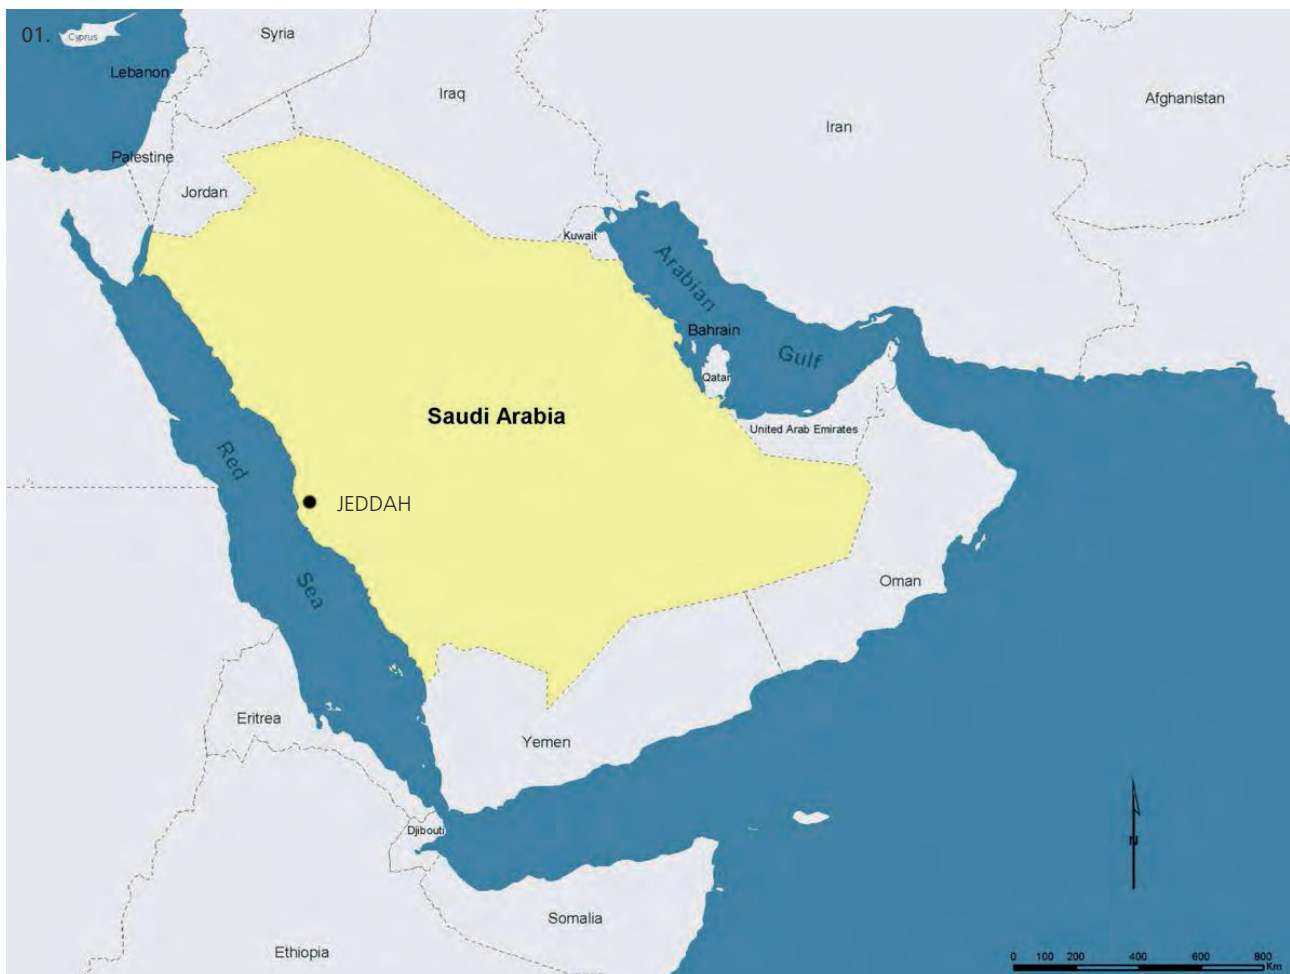 01.
Cyprus
Syria
Lebanon
Iraq
Afghanistan
Iran
Palestine
Jordan
Kuwait
Arabian
Bahrain
Gulf
Qatar
Saudi Arabia
United Arab Emirates
Red
JEDDAH
Sea
Oman
Eritrea
Yemen
Djibouti
N
Somalia
Ethiopia
0 100 200 400 600 800
Km